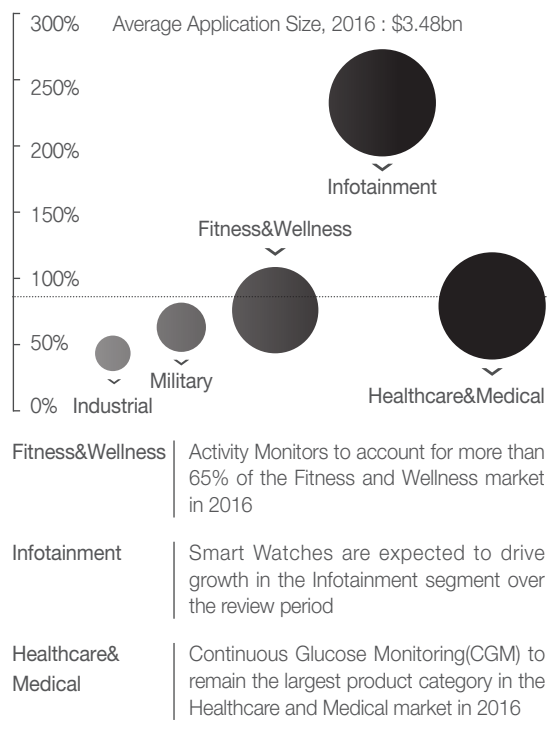 300%
Average Application Size, 2016 : $3.48bn
250%
200%
Infotainment
150%
Fitness&Wellness
100%
50%
Military
Healthcare&Medical
0%
Industrial
Fitness&Wellness
Activity Monitors to account for more than
65% of the Fitness and Wellness market
in 2016
Infotainment
Smart Watches are expected to drive
growth in the Infotainment segment over
the review period
Healthcare&
Medical
Continuous Glucose Monitoring(CGM) to
remain the largest product category in the
Healthcare and Medical market in 2016